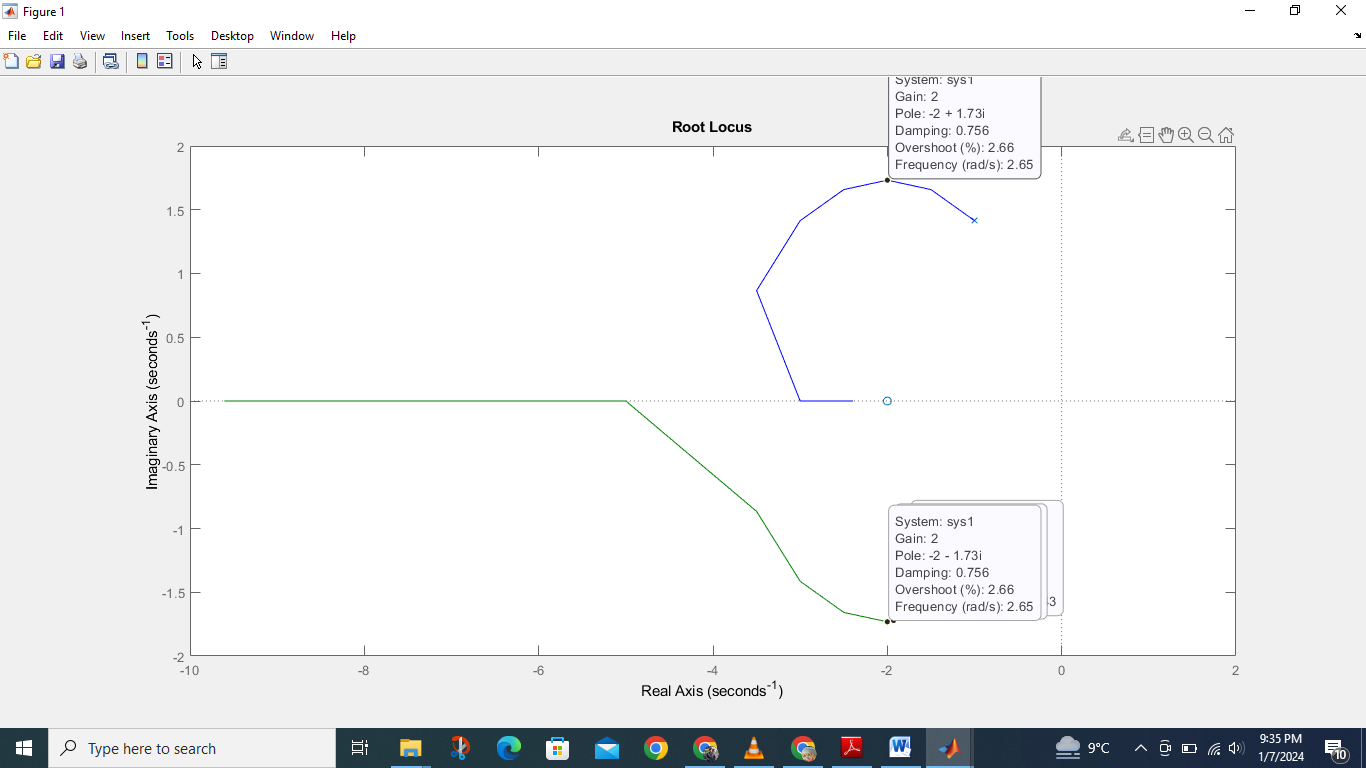 Figure 1
File Edit View Insert Tools Desktop Window Help
System: sys1
Gain: 2
Pole: -2 + 1.73i
Damping: 0.756
Overshoot (%): 2.66
Frequency (rad/s): 2.65
Root Locus
2
1.5
1
0.5
0
-0.5
-1
-1.5
-2
Imaginary Axis (seconds-1)
System: sys1
Gain: 2
Pole: -2 - 1.73i
Damping: 0.756
Overshoot (%): 2.66
Frequency (rad/s): 2.65
3
-10 -8 -6 -4 -2 0 2
Real Axis (seconds-1)
Type here to search
9°C
9:35 PM
1/7/2024
10